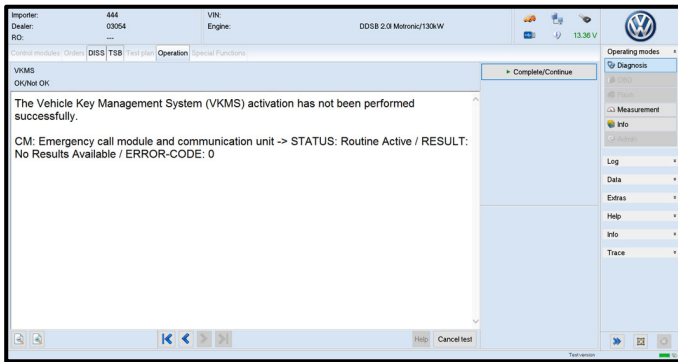 Importer: 444 VIN:
Dealer: 03054 Engine: DDSB 2.0l Motronic/130kW
RO: ---
13.36 V
Control modules Orders DISS TSB Test plan Operation Special Functions
Operating modes
VKMS
OK/Not OK
Complete/Continue
Diagnosis
OBD
Flash
Measurement
Info
Admin
The Vehicle Key Management System (VKMS) activation has not been performed
successfully.
CM: Emergency call module and communication unit -> STATUS: Routine Active / RESULT:
No Results Available / ERROR-CODE: 0
Log
Data
Extras
Help
Info
Trace
Help Cancel test
Test version